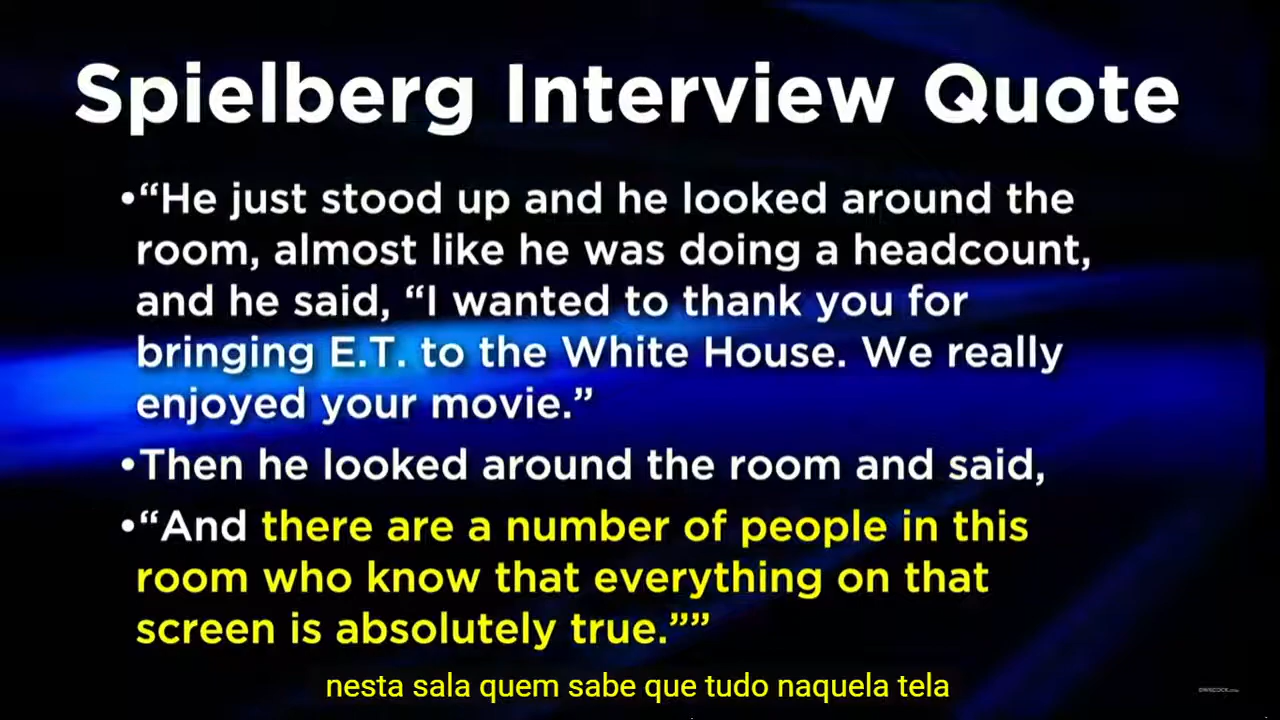 Spielberg Interview Quote
•“He just stood up and he looked around the
room, almost like he was doing a headcount,
and he said, “I wanted to thank you for
bringing E.T. to the White House. We really
enjoyed your movie.”
•Then he looked around the room and said,
•“And there are a number of people in this
room who know that everything on that
screen is absolutely true.””
nesta sala quem sabe que tudo naquela tela